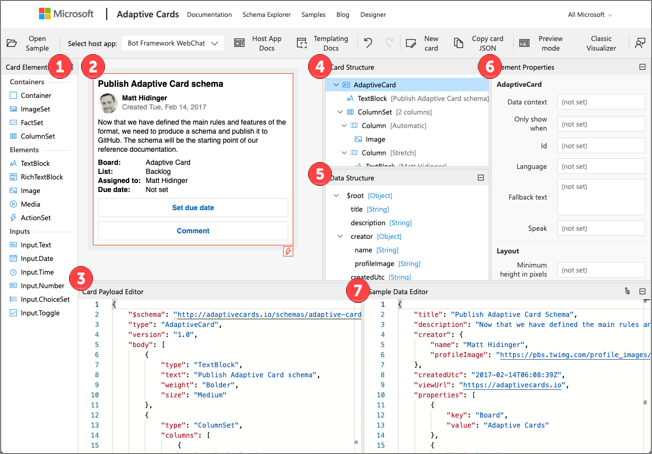 Microsoft Adaptive Cards Documentation Schema Explorer Samples Blog Designer All Microsoft
Open Sample
Select host app: Bot Framework WebChat
Host App Docs
Templating Docs
New card
Copy card JSON
Preview mode
Classic Visualizer
Card Elemen
1
Containers
Container
ImageSet
FactSet
ColumnSet
Elements
TextBlock
RichTextBlock
Image
Media
ActionSet
Inputs
Input.Text
Input.Date
Input.Time
Input.Number
Input.ChoiceSet
Input.Toggle
2
Publish Adaptive Card schema
Matt Hidinger
Created Tue, Feb 14, 2017
Now that we have defined the main rules and features of the
format, we need to produce a schema and publish it to
GitHub. The schema will be the starting point of our
reference documentation.
Board: Adaptive Card
List: Backlog
Assigned to: Matt Hidinger
Due date: Not set
Set due date
Comment
4
Card Structure
AdaptiveCard
TextBlock [Publish Adaptive Card schema]
ColumnSet [2 columns]
Column [Automatic]
Image
Column [Stretch]
TextBlock [Matt Hidinger]
5
Data Structure
$root [Object]
title [String]
description [String]
creator [Object]
name [String]
profileImage [String]
createdUtc [String]
6
lement Properties
AdaptiveCard
Data context (not set)
Only show when (not set)
Id (not set)
Language (not set)
Fallback text (not set)
Speak (not set)
Layout
Minimum height in pixels (not set)
3
Card Payload Editor
1 {
2 "$schema": "http://adaptivecards.io/schemas/adaptive-card
3 "type": "AdaptiveCard",
4 "version": "1.0",
5 "body": [
6 {
7 "type": "TextBlock",
8 "text": "Publish Adaptive Card schema",
9 "weight": "Bolder",
10 "size": "Medium"
11 },
12 {
13 "type": "ColumnSet",
14 "columns": [
15 {
7
Sample Data Editor
1 {
2 "title": "Publish Adaptive Card Schema",
3 "description": "Now that we have defined the main rules an
4 "creator": {
5 "name": "Matt Hidinger",
6 "profileImage": "https://pbs.twimg.com/profile_images/
7 },
8 "createdUtc": "2017-02-14T06:08:39Z",
9 "viewUrl": "https://adaptivecards.io",
10 "properties": [
11 {
12 "key": "Board",
13 "value": "Adaptive Cards"
14 },
15 {